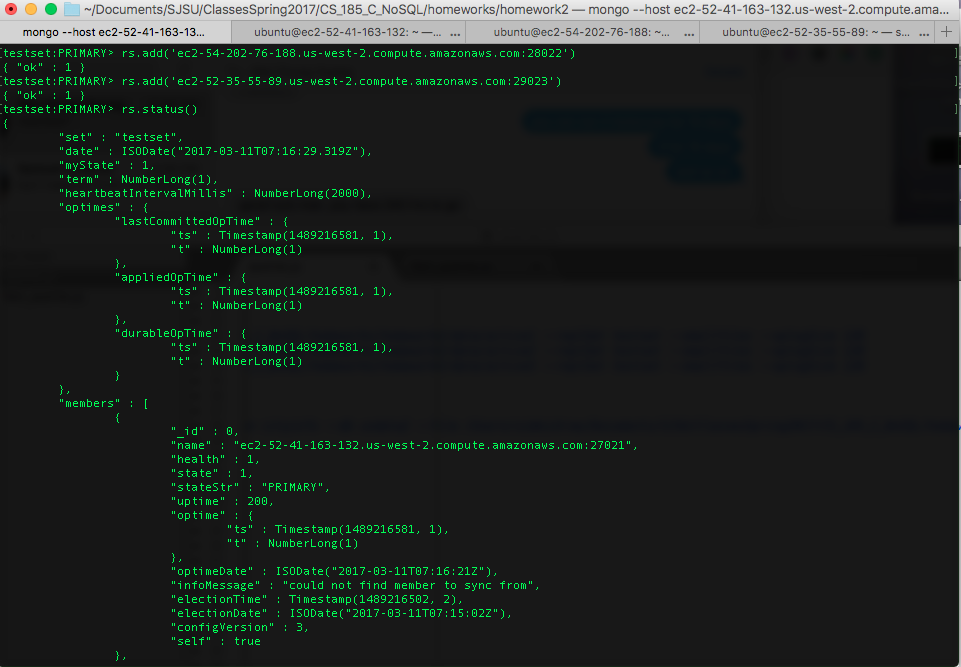 ~/Documents/SJSU/ClassesSpring2017/CS_185_C_NoSQL/homeworks/homework2 — mongo --host ec2-52-41-163-132.us-west-2.compute.ama...
mongo --host ec2-52-41-163-13... ubuntu@ec2-52-41-163-132: ~ —... ... ubuntu@ec2-54-202-76-188: ~... ... ubuntu@ec2-52-35-55-89: ~ — s... ... +
[testset:PRIMARY> rs.add('ec2-54-202-76-188.us-west-2.compute.amazonaws.com:28022') ]
{ "ok" : 1 }
[testset:PRIMARY> rs.add('ec2-52-35-55-89.us-west-2.compute.amazonaws.com:29023') ]
{ "ok" : 1 }
[testset:PRIMARY> rs.status() ]
{
"set" : "testset",
"date" : ISODate("2017-03-11T07:16:29.319Z"),
"myState" : 1,
"term" : NumberLong(1),
"heartbeatIntervalMillis" : NumberLong(2000),
"optimes" : {
"lastCommittedOpTime" : {
"ts" : Timestamp(1489216581, 1),
"t" : NumberLong(1)
},
"appliedOpTime" : {
"ts" : Timestamp(1489216581, 1),
"t" : NumberLong(1)
},
"durableOpTime" : {
"ts" : Timestamp(1489216581, 1),
"t" : NumberLong(1)
}
},
"members" : [
{
"_id" : 0,
"name" : "ec2-52-41-163-132.us-west-2.compute.amazonaws.com:27021",
"health" : 1,
"state" : 1,
"stateStr" : "PRIMARY",
"uptime" : 200,
"optime" : {
"ts" : Timestamp(1489216581, 1),
"t" : NumberLong(1)
},
"optimeDate" : ISODate("2017-03-11T07:16:21Z"),
"infoMessage" : "could not find member to sync from",
"electionTime" : Timestamp(1489216502, 2),
"electionDate" : ISODate("2017-03-11T07:15:02Z"),
"configVersion" : 3,
"self" : true
},